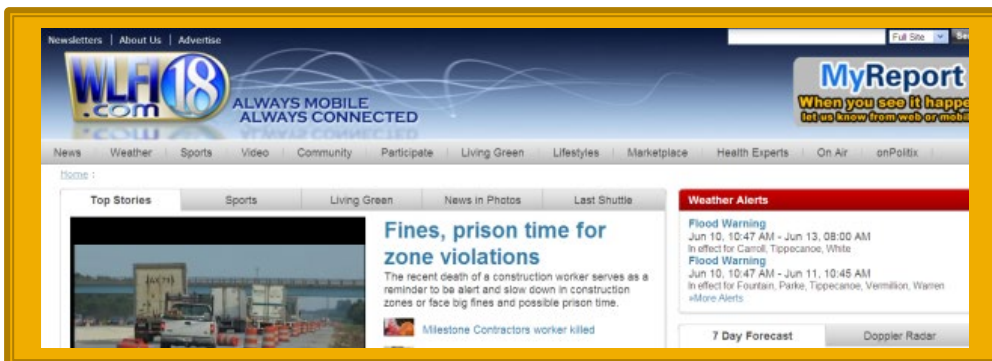 Newsletters | About Us | Advertise
Full Site
WLFI.com 18
ALWAYS MOBILE
ALWAYS CONNECTED
MyReport
When you see it
let us know from web or
News Weather Sports Video Community Participate Living Green Lifestyles Marketplace Health Experts On Air onPolitix
Home :
Top Stories Sports Living Green News in Photos Last Shuttle
Fines, prison time for
zone violations
The recent death of a construction worker serves as a
reminder to be alert and slow down in construction
zones or face big fines and possible prison time.
Milestone Contractors worker killed
Weather Alerts
Flood Warning
Jun 10, 10:47 AM - Jun 13, 08:00 AM
In effect for Carroll, Tippecanoe, White
Flood Warning
Jun 10, 10:47 AM - Jun 11, 10:45 AM
In effect for Fountain, Parke, Tippecanoe, Vermillion, Warren
»More Alerts
7 Day Forecast Doppler Radar